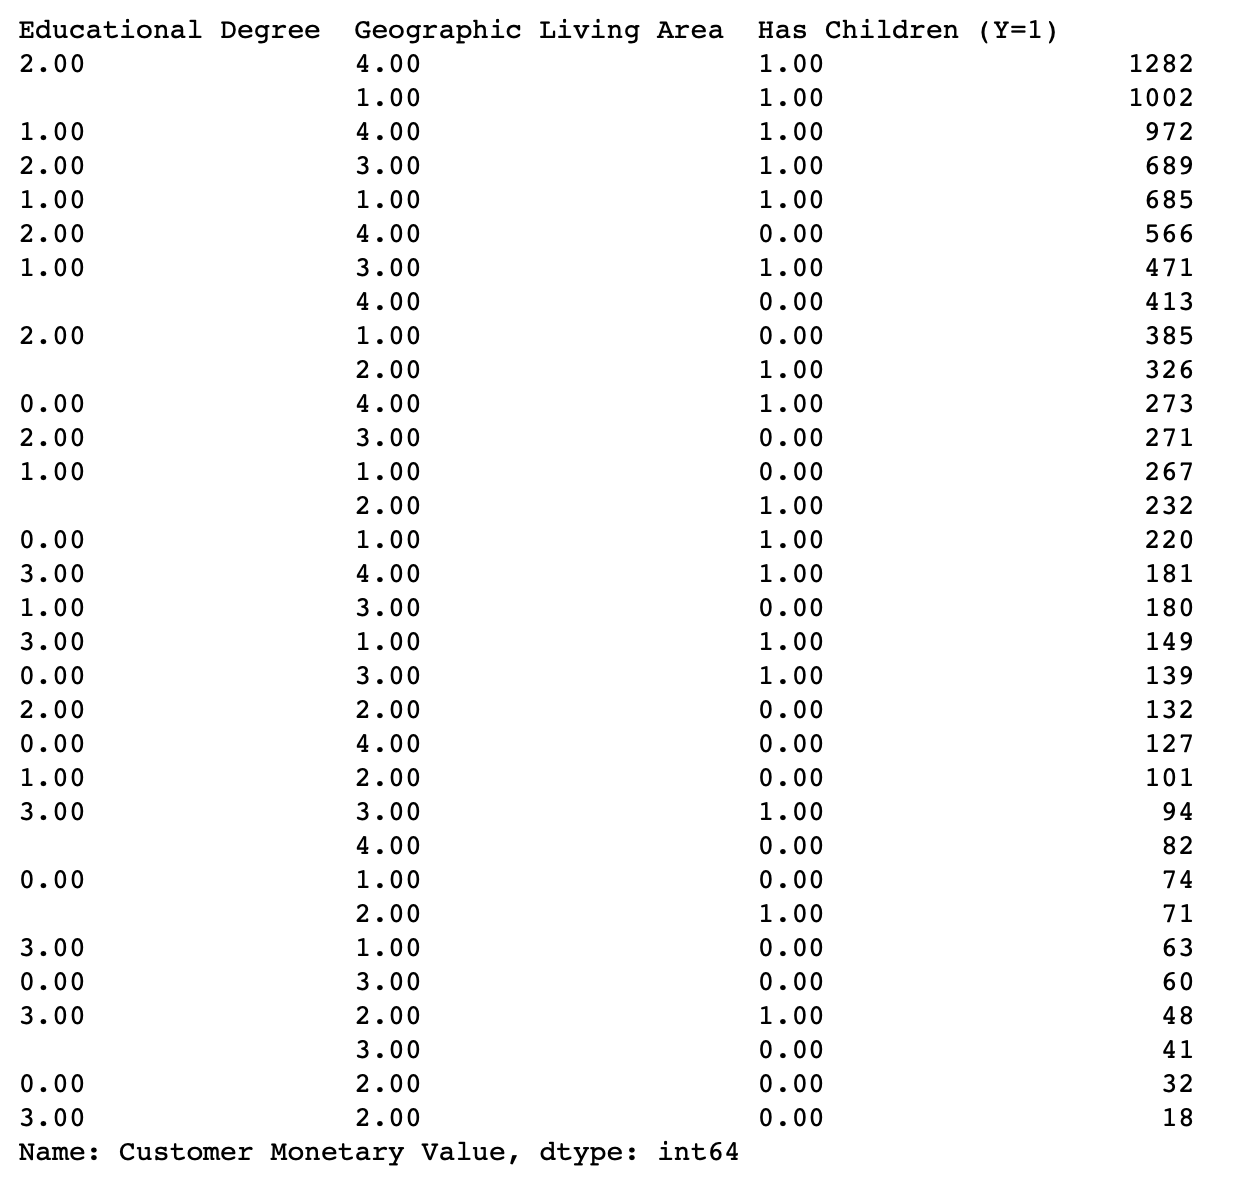 Educational Degree  Geographic Living Area  Has Children (Y=1)
2.00                4.00                    1.00                  1282
                    1.00                    1.00                  1002
1.00                4.00                    1.00                   972
2.00                3.00                    1.00                   689
1.00                1.00                    1.00                   685
2.00                4.00                    0.00                   566
1.00                3.00                    1.00                   471
                    4.00                    0.00                   413
2.00                1.00                    0.00                   385
                    2.00                    1.00                   326
0.00                4.00                    1.00                   273
2.00                3.00                    0.00                   271
1.00                1.00                    0.00                   267
                    2.00                    1.00                   232
0.00                1.00                    1.00                   220
3.00                4.00                    1.00                   181
1.00                3.00                    0.00                   180
3.00                1.00                    1.00                   149
0.00                3.00                    1.00                   139
2.00                2.00                    0.00                   132
0.00                4.00                    0.00                   127
1.00                2.00                    0.00                   101
3.00                3.00                    1.00                    94
                    4.00                    0.00                    82
0.00                1.00                    0.00                    74
                    2.00                    1.00                    71
3.00                1.00                    0.00                    63
0.00                3.00                    0.00                    60
3.00                2.00                    1.00                    48
                    3.00                    0.00                    41
0.00                2.00                    0.00                    32
3.00                2.00                    0.00                    18
Name: Customer Monetary Value, dtype: int64